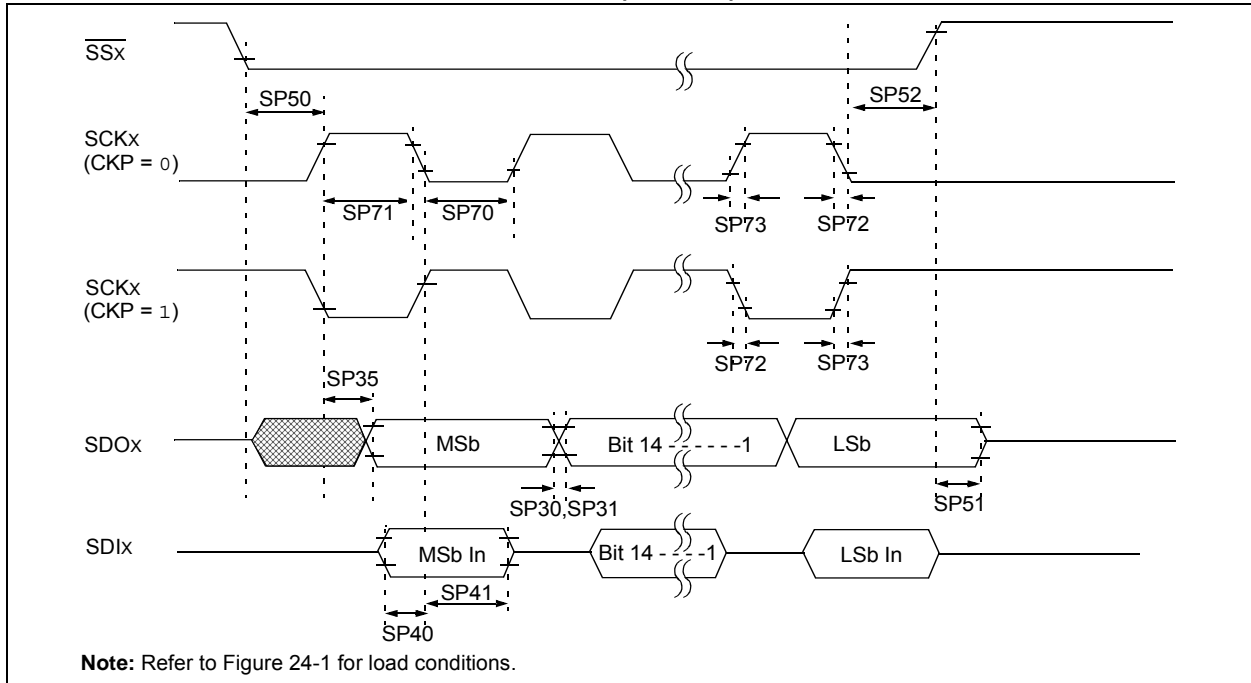 SSx
SP50
SP52
SCKx
(CKP = 0)
SP71
SP70
SP73
SP72
SCKx
(CKP = 1)
SP72
SP73
SP35
SDOx
MSb
Bit 14 - - - - - -1
LSb
SP30,SP31
SP51
SDIx
MSb In
Bit 14 - - - -1
LSb In
SP41
SP40
Note: Refer to Figure 24-1 for load conditions.